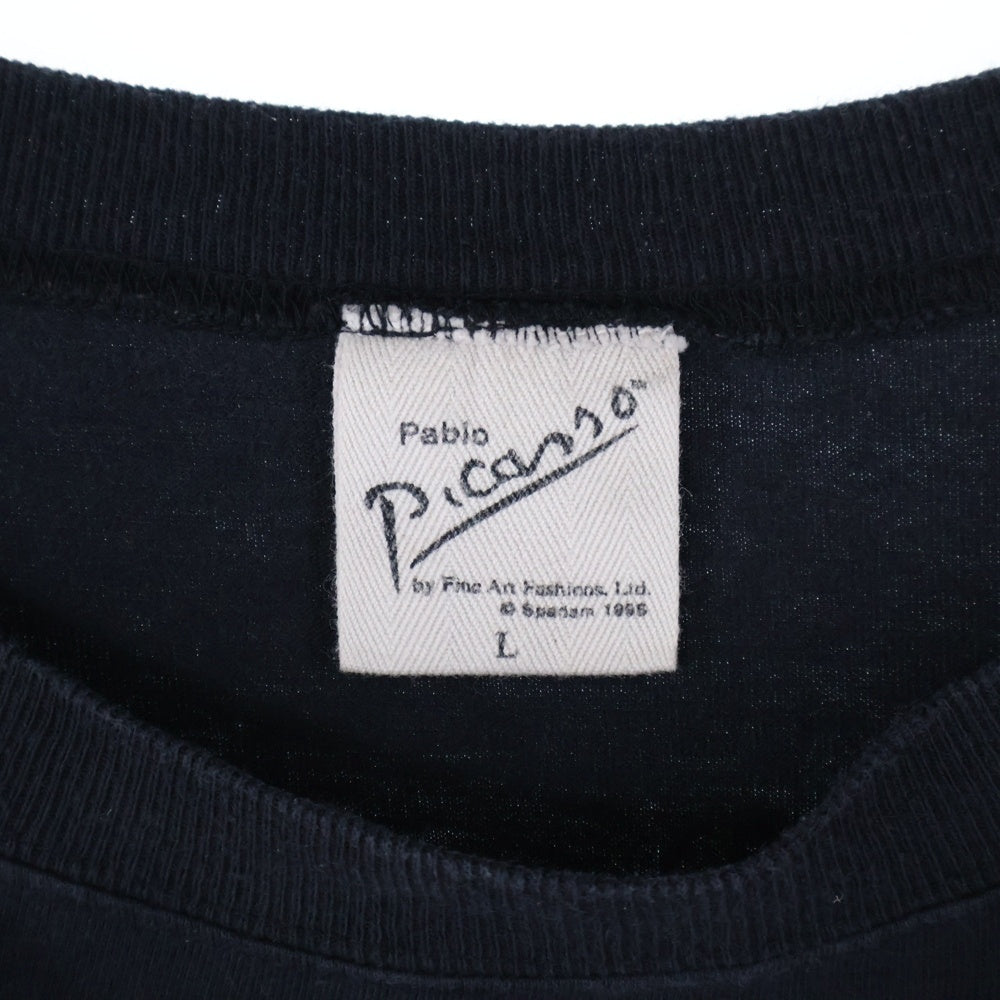 Pablo
Picasso™
by Fine Art Fashions, Ltd.
© Spadem 1995
L